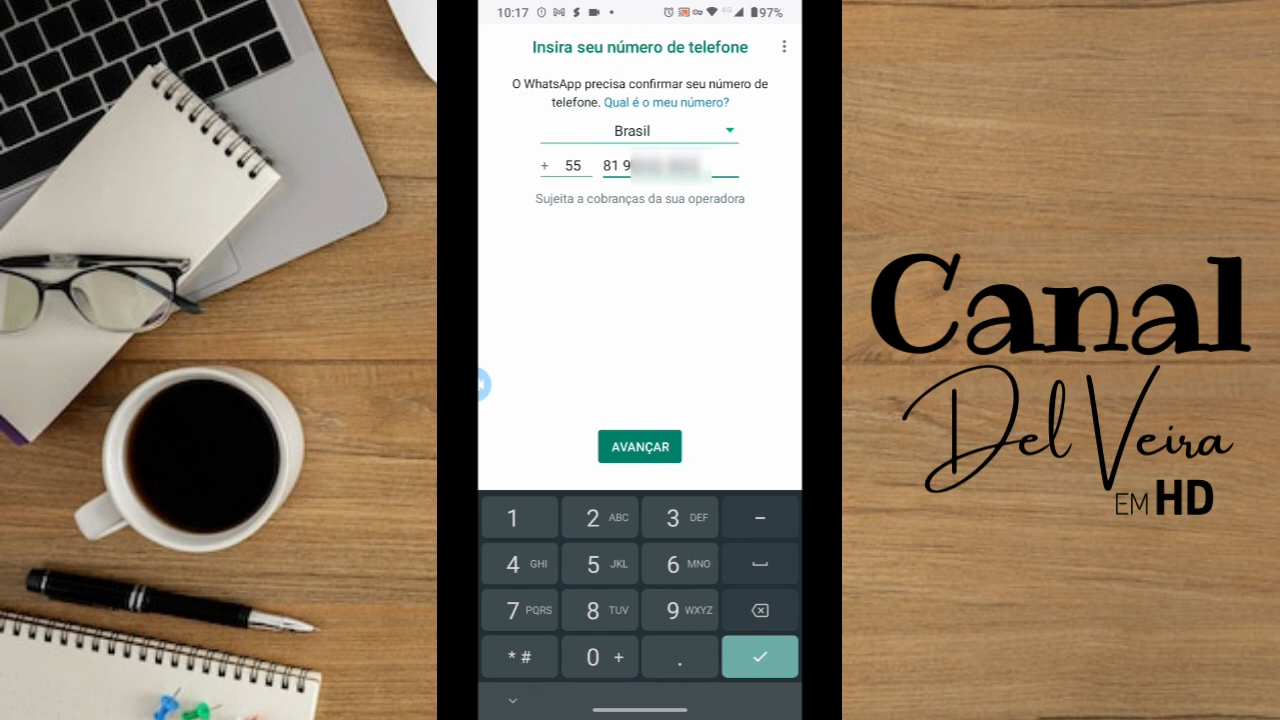 10:17
4G
97%
Insira seu número de telefone
O WhatsApp precisa confirmar seu número de
telefone. Qual é o meu número?
Brasil
+ 55 81 9
Sujeita a cobranças da sua operadora
AVANÇAR
1 2 ABC 3 DEF -
4 GHI 5 JKL 6 MNO
7 PQRS 8 TUV 9 WXYZ
* # 0 + .
Canal
Del Veira
EM HD